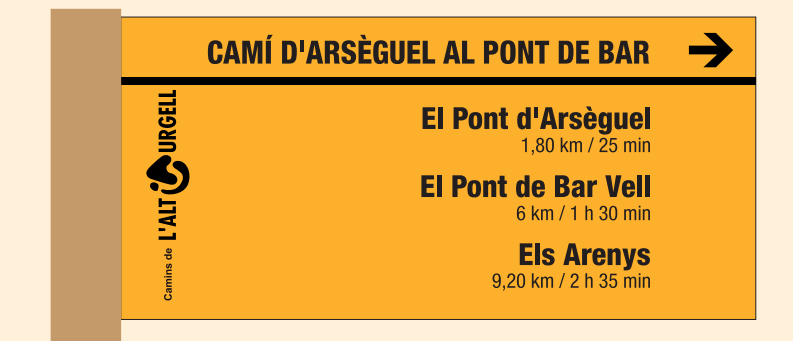 CAMÍ D'ARSÈGUEL AL PONT DE BAR
El Pont d'Arsèguel
1,80 km / 25 min
El Pont de Bar Vell
6 km / 1 h 30 min
Els Arenys
9,20 km / 2 h 35 min
Camins de L'ALT URGELL